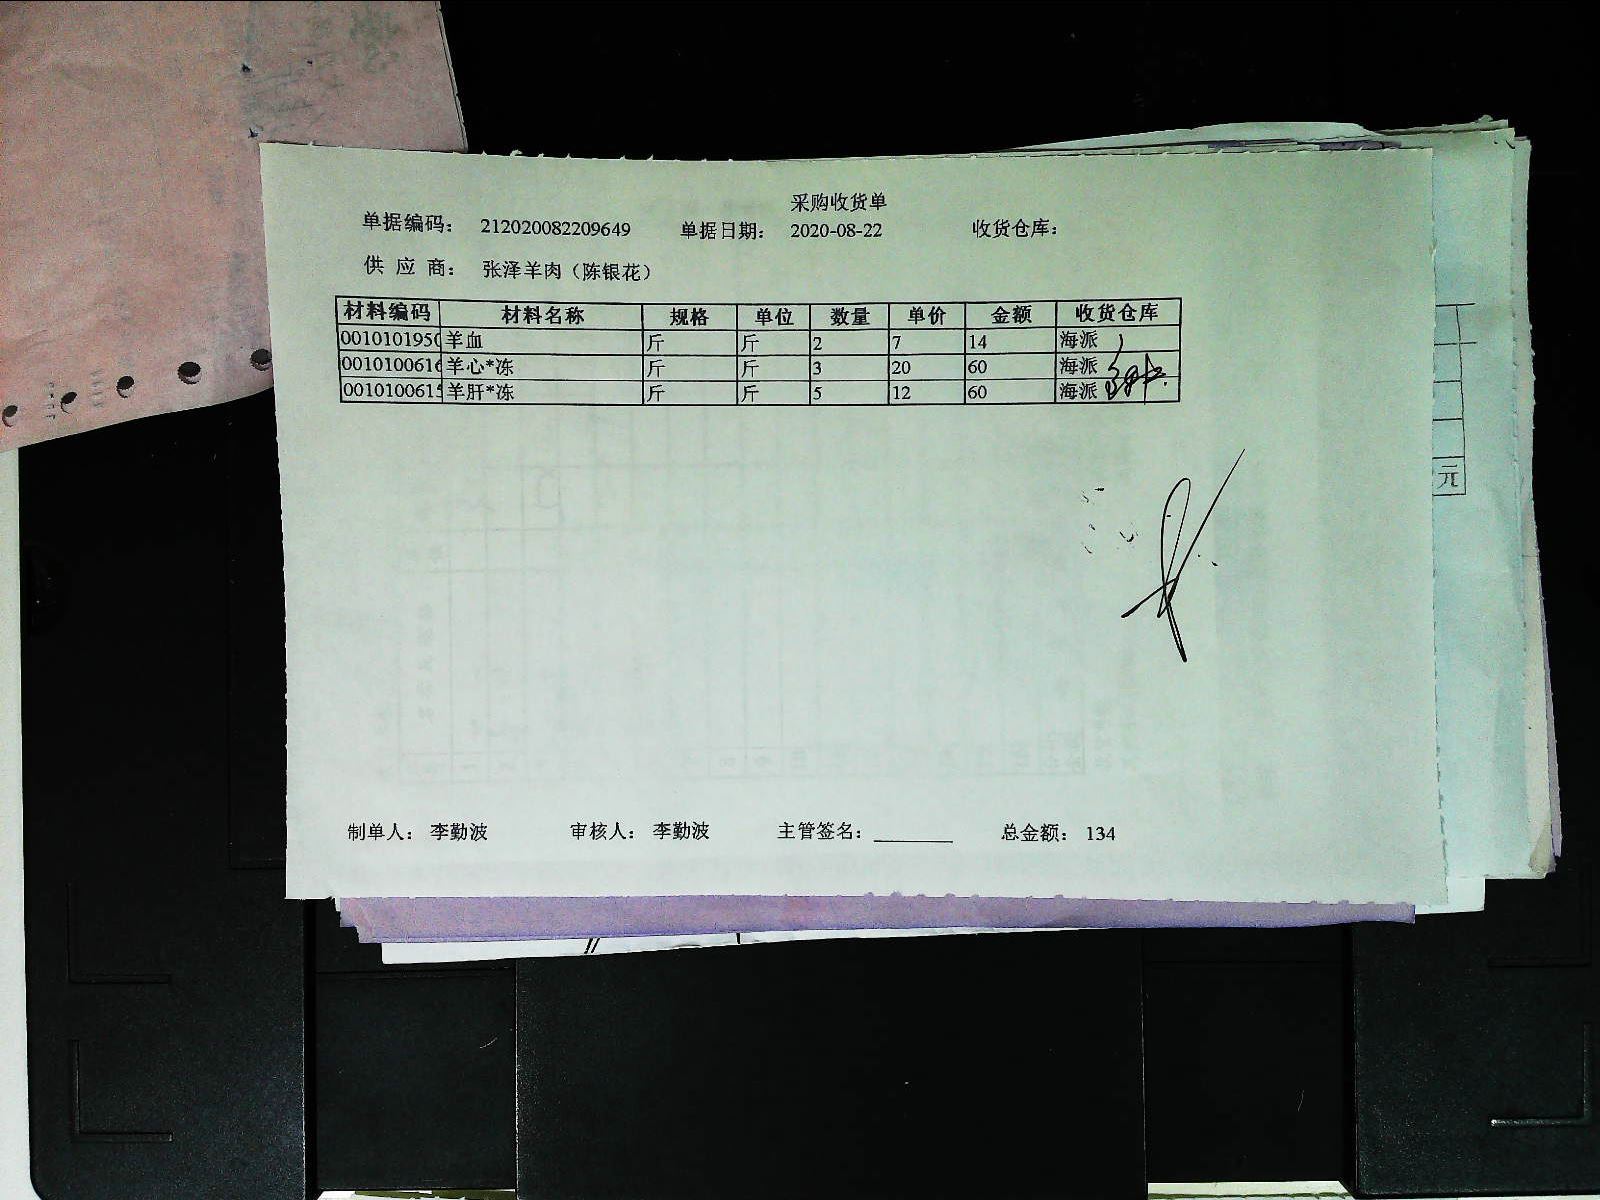 采购收货单
单据编码： 212020082209649 单据日期： 2020-08-22 收货仓库：
供 应 商： 张泽羊肉（陈银花）
材料编码 材料名称 规格 单位 数量 单价 金额 收货仓库
0010101950 羊血 斤 斤 2 7 14 海派
0010100616 羊心*冻 斤 斤 3 20 60 海派
0010100615 羊肝*冻 斤 斤 5 12 60 海派
元
制单人： 李勤波 审核人： 李勤波 主管签名： 总金额： 134